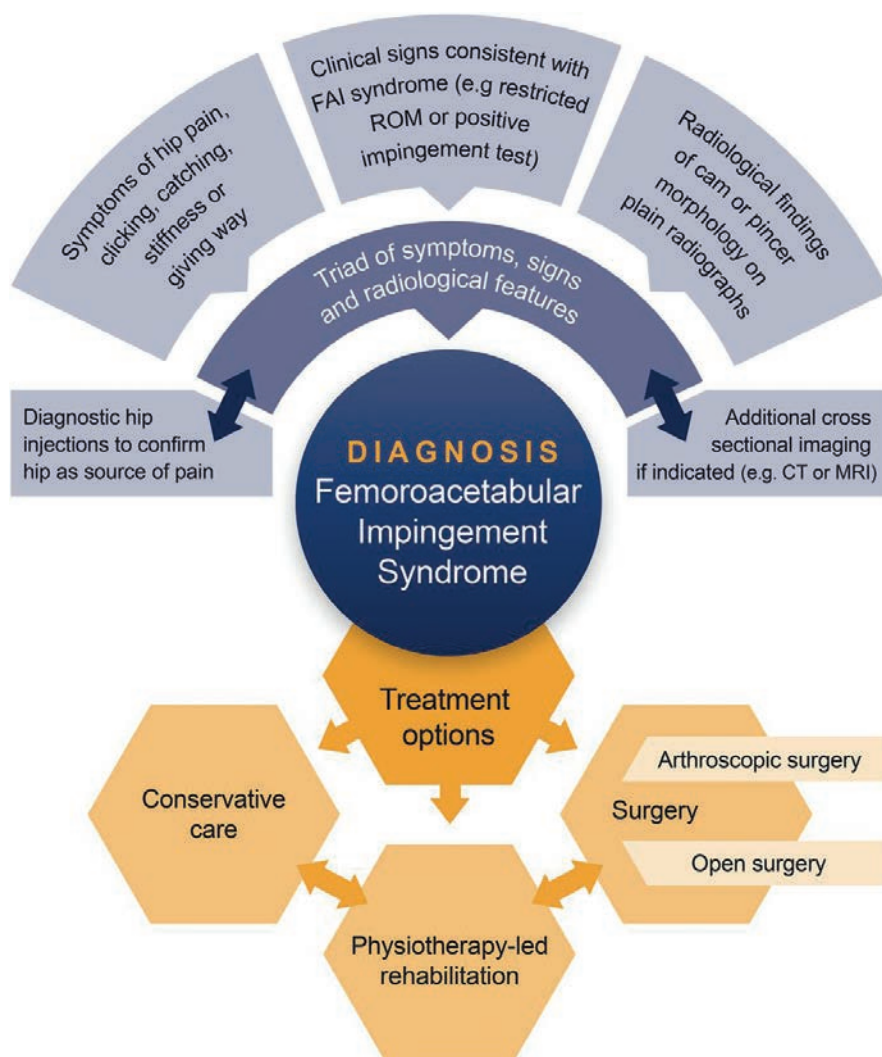 Symptoms of hip pain,
clicking, catching,
stiffness or
giving way
Clinical signs consistent with
FAI syndrome (e.g restricted
ROM or positive
impingement test)
Radiological findings
of cam or pincer
morphology on
plain radiographs
Triad of symptoms, signs
and radiological features
Diagnostic hip
injections to confirm
hip as source of pain
Additional cross
sectional imaging
if indicated (e.g. CT or MRI)
DIAGNOSIS
Femoroacetabular
Impingement
Syndrome
Treatment
options
Conservative
care
Arthroscopic surgery
Surgery
Open surgery
Physiotherapy-led
rehabilitation